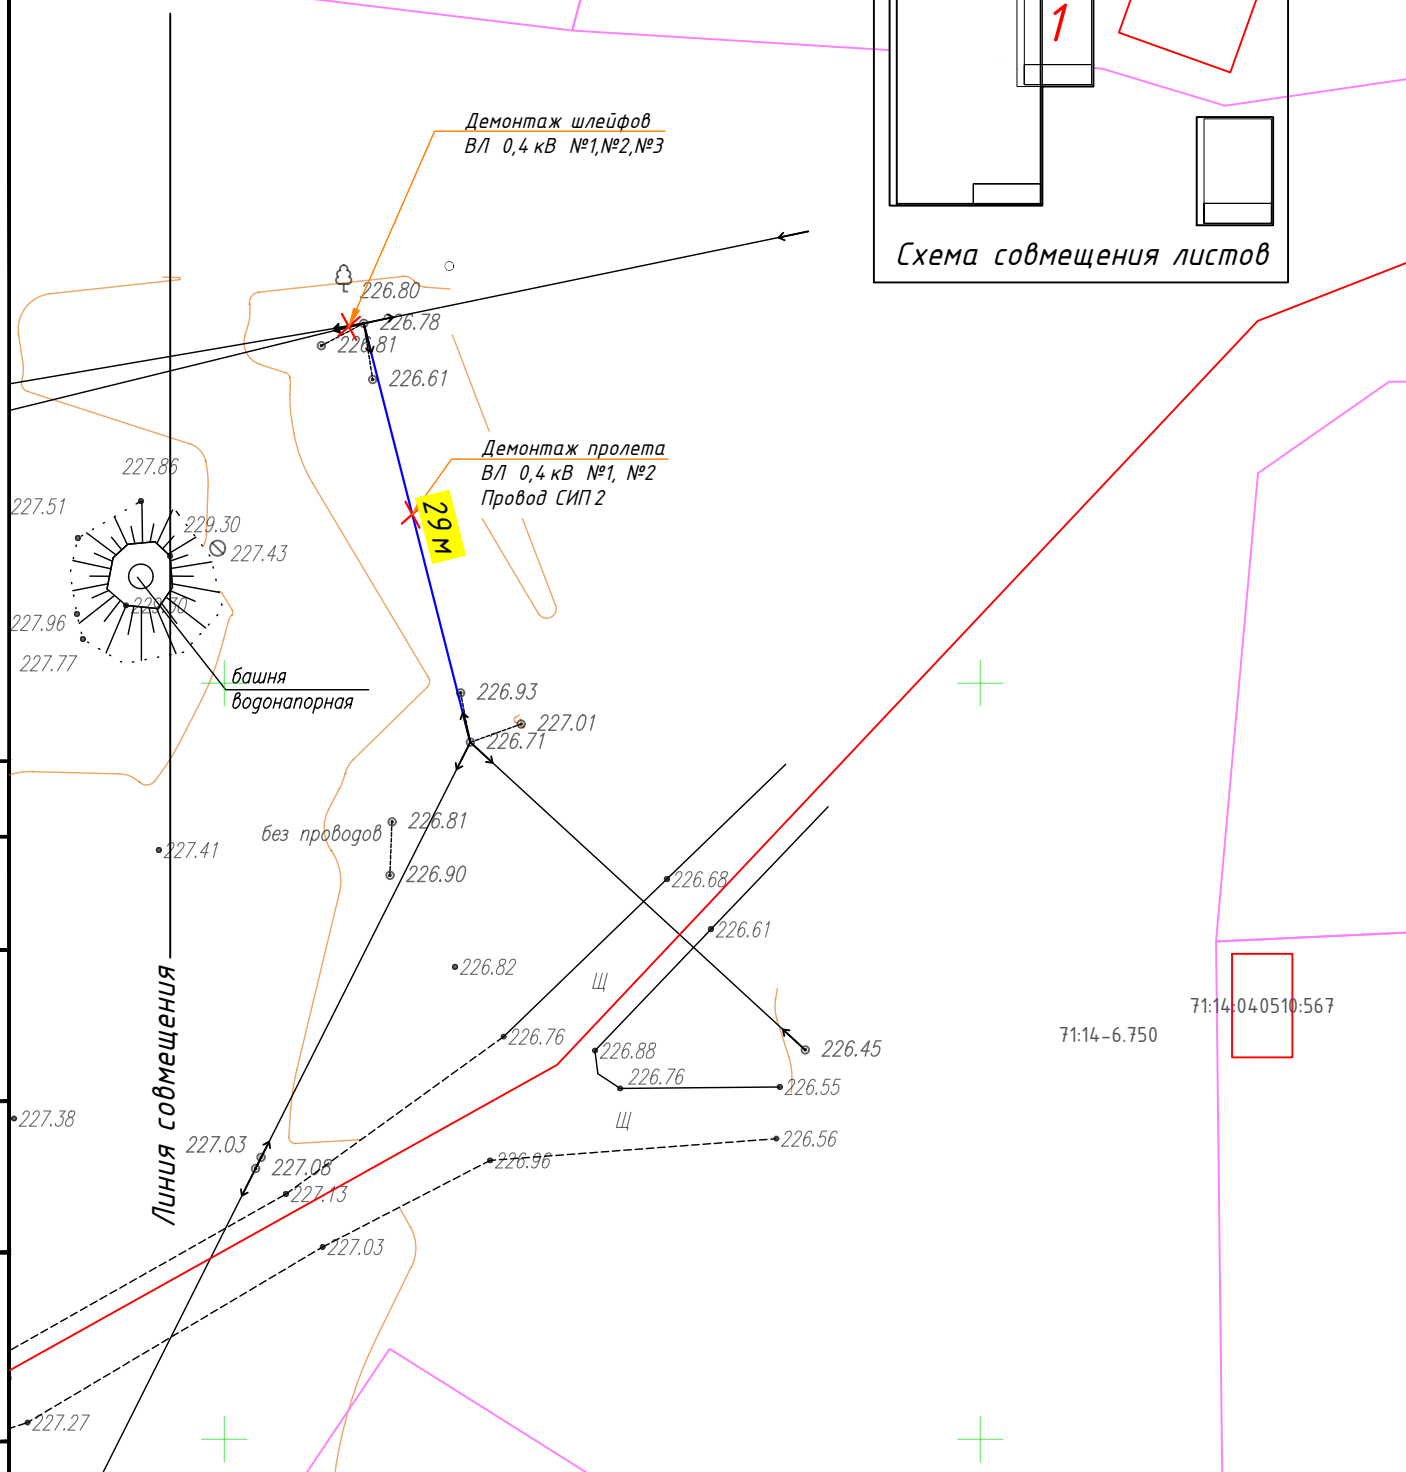 1
Демонтаж шлейфов
ВЛ 0,4 кВ №1,№2,№3
Схема совмещения листов
226.80
226.78
226.81
226.61
Демонтаж пролета
ВЛ 0,4 кВ №1, №2
Провод СИП 2
29 м
227.86
227.51
229.30
227.43
229.30
227.96
227.77
башня
водонапорная
226.93
227.01
226.71
без проводов
226.81
227.41
226.90
226.68
226.61
226.82
Щ
226.76
226.88
226.76
226.45
226.55
71:14:040510:567
71:14-6.750
Линия совмещения
227.38
Щ
226.56
227.03
227.08
226.96
227.13
227.03
227.27